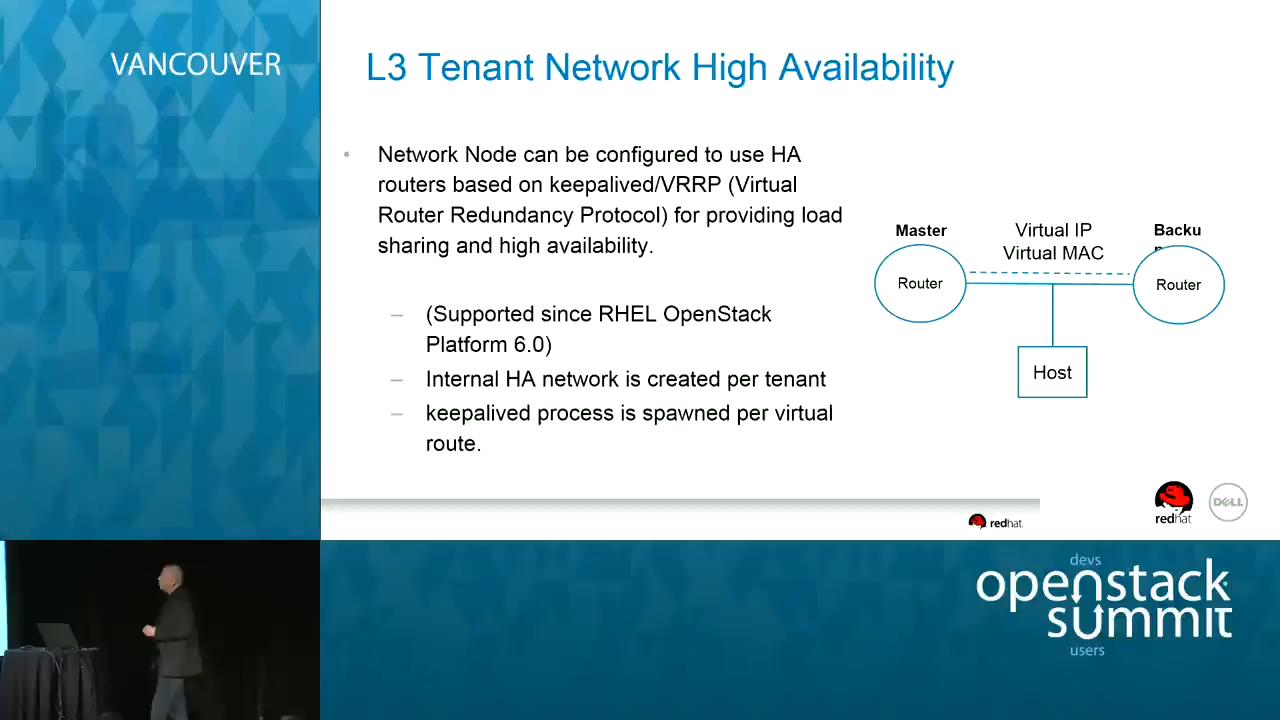 VANCOUVER
L3 Tenant Network High Availability
• Network Node can be configured to use HA
routers based on keepalived/VRRP (Virtual
Router Redundancy Protocol) for providing load
sharing and high availability.
– (Supported since RHEL OpenStack
Platform 6.0)
– Internal HA network is created per tenant
– keepalived process is spawned per virtual
route.
Master
Virtual IP
Virtual MAC
Backu
p
Router
Router
Host
redhat.
redhat
DELL
devs
openstack
summit
users